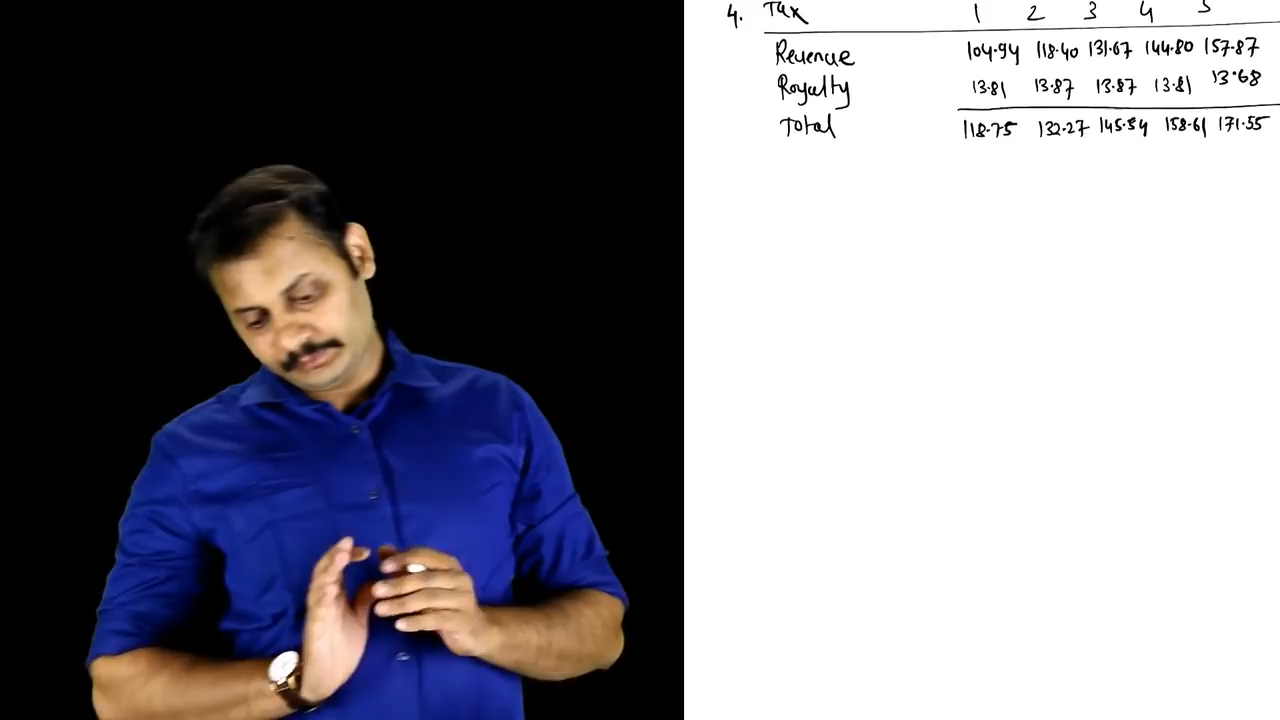 4. Tax 1 2 3 4 5
Revenue 104.94 118.40 131.67 144.80 157.87
Royalty 13.81 13.87 13.87 13.81 13.68
Total 118.75 132.27 145.54 158.61 171.55